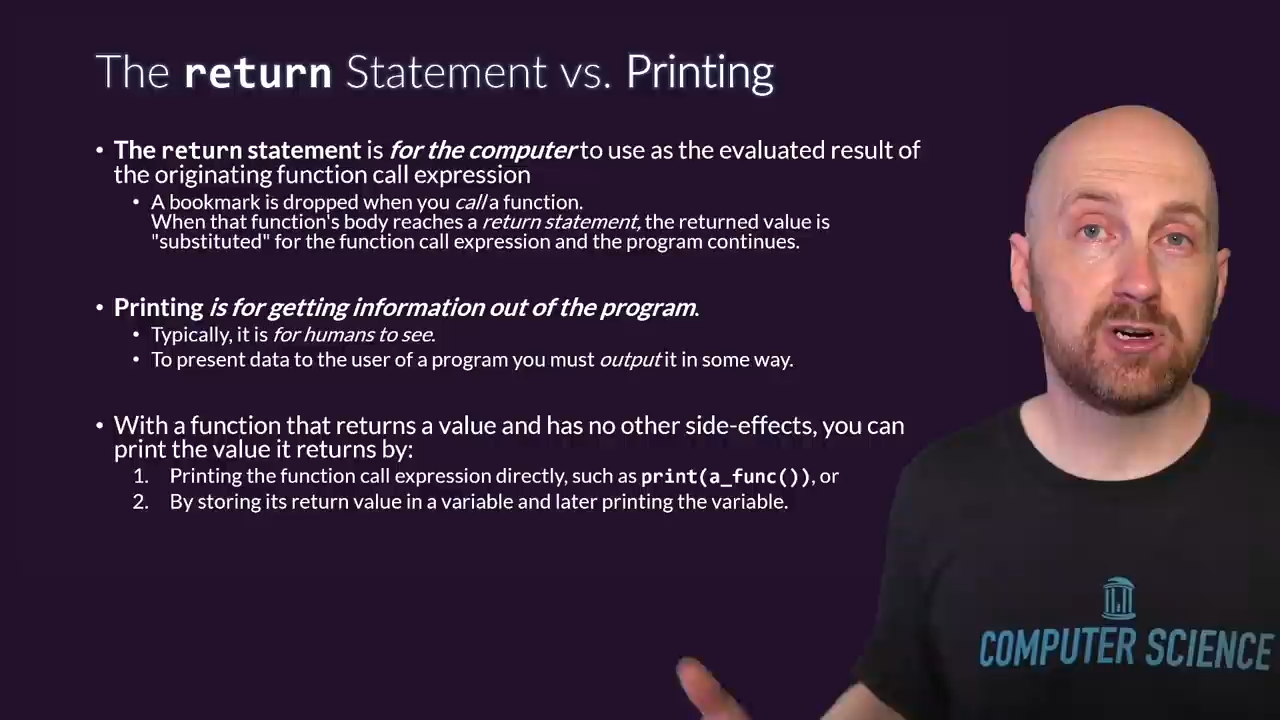 The return Statement vs. Printing
• The return statement is for the computer to use as the evaluated result of
the originating function call expression
• A bookmark is dropped when you call a function.
When that function's body reaches a return statement, the returned value is
"substituted" for the function call expression and the program continues.
• Printing is for getting information out of the program.
• Typically, it is for humans to see.
• To present data to the user of a program you must output it in some way.
• With a function that returns a value and has no other side-effects, you can
print the value it returns by:
1. Printing the function call expression directly, such as print(a_func()), or
2. By storing its return value in a variable and later printing the variable.
COMPUTER SCIENCE